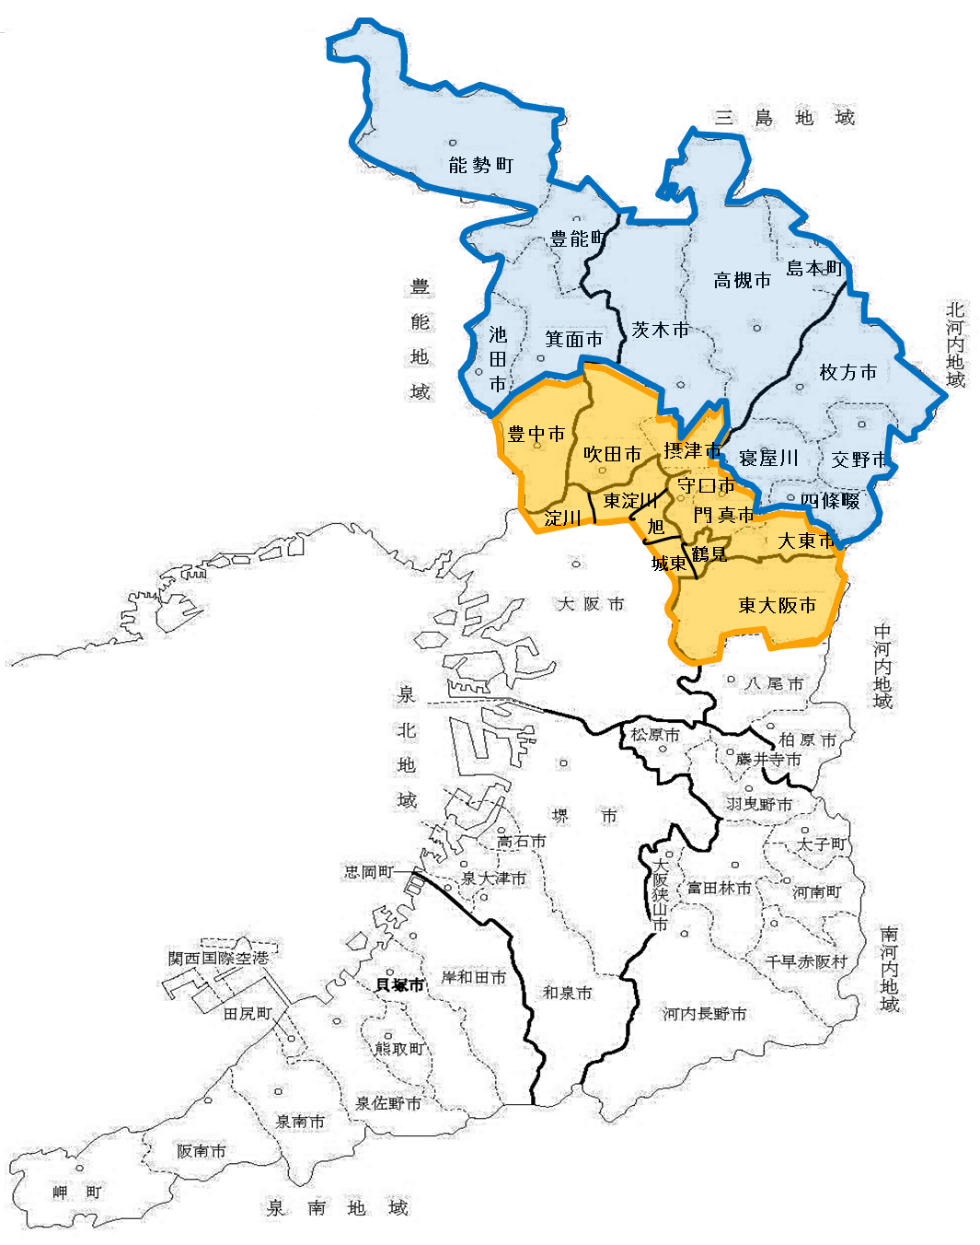 三島地域
能勢町
豊能町
島本町
高槻市
豊能地域
北河内地域
茨木市
池田市
箕面市
枚方市
豊中市
吹田市
摂津市
寝屋川
交野市
守口市
東淀川
四條畷
淀川
旭
門真市
大東市
鶴見
城東
大阪市
東大阪市
中河内地域
泉北地域
八尾市
松原市
柏原市
藤井寺市
羽曳野市
堺市
高石市
太子町
忠岡町
泉大津市
大阪狭山市
富田林市
河南町
南河内地域
関西国際空港
千早赤阪村
貝塚市
岸和田市
和泉市
田尻町
河内長野市
熊取町
泉佐野市
泉南市
阪南市
岬町
泉南地域